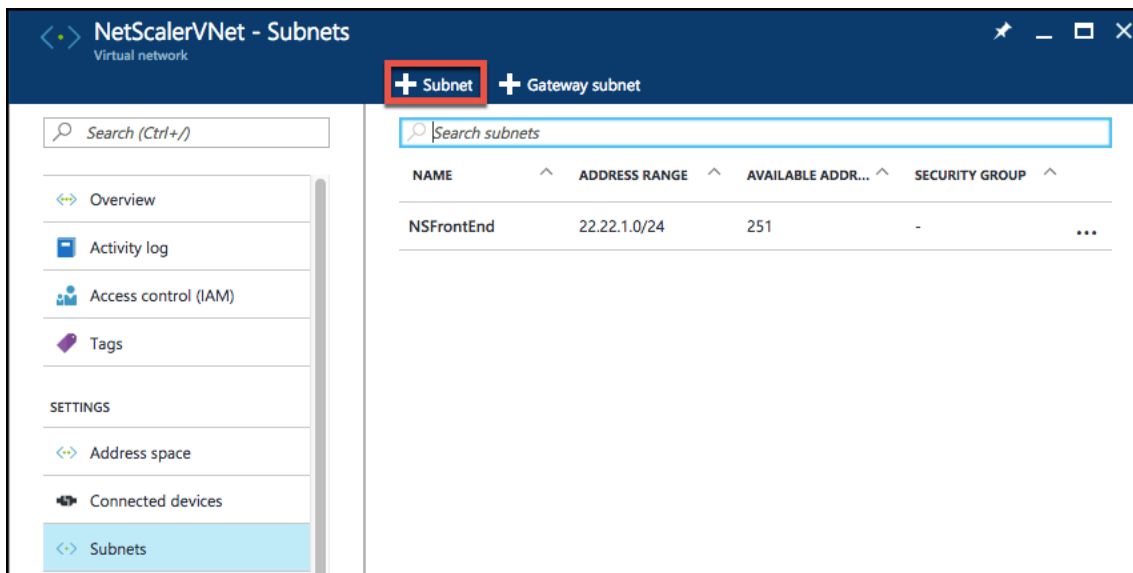 NetScalerVNet - Subnets
Virtual network
Subnet
Gateway subnet
Search (Ctrl+/)
Overview
Activity log
Access control (IAM)
Tags
SETTINGS
Address space
Connected devices
Subnets
Search subnets
NAME ADDRESS RANGE AVAILABLE ADDR... SECURITY GROUP
NSFrontEnd 22.22.1.0/24 251 - ...